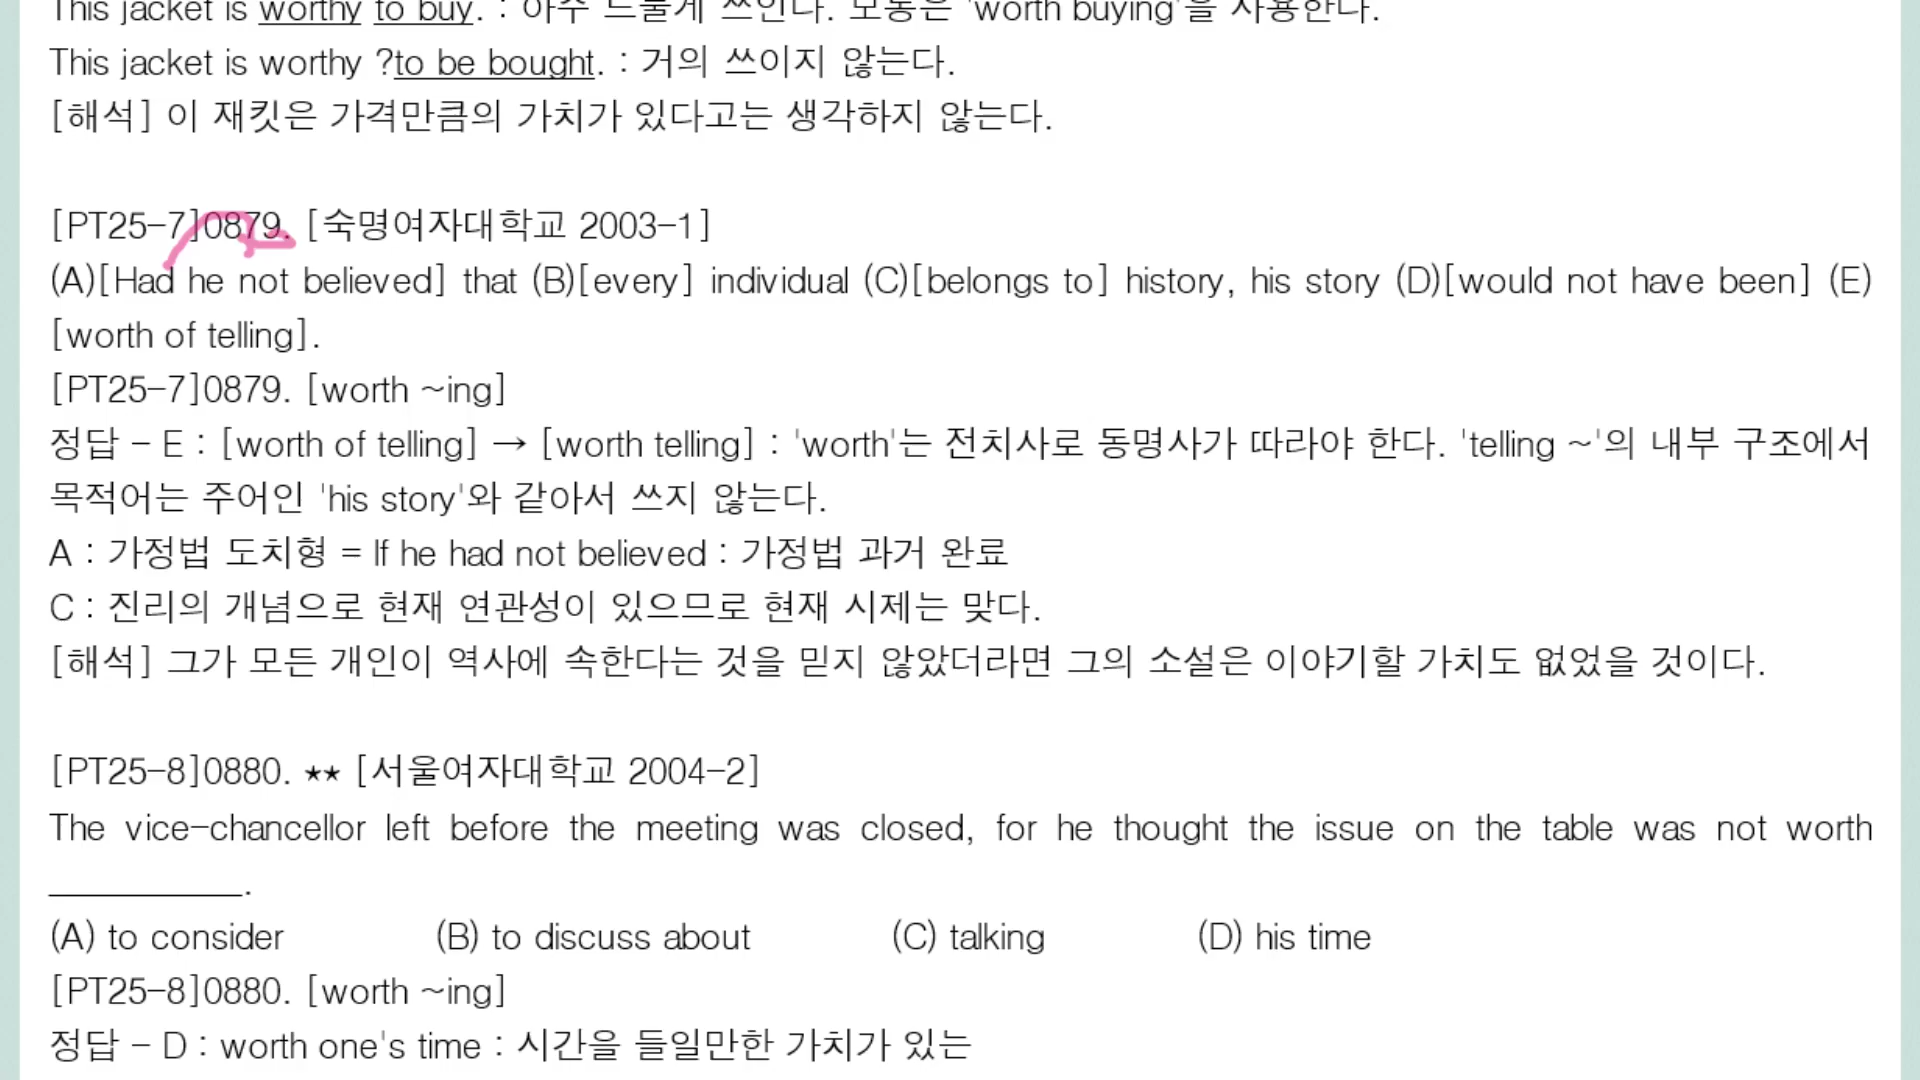 This jacket is worthy to buy. : 아주 드물게 쓰인다. 보통은 'worth buying'을 사용한다.
This jacket is worthy ?to be bought. : 거의 쓰이지 않는다.
[해석] 이 재킷은 가격만큼의 가치가 있다고는 생각하지 않는다.
[PT25-7]0879. [숙명여자대학교 2003-1]
(A)[Had he not believed] that (B)[every] individual (C)[belongs to] history, his story (D)[would not have been] (E)
[worth of telling].
[PT25-7]0879. [worth ~ing]
정답 - E : [worth of telling] → [worth telling] : 'worth'는 전치사로 동명사가 따라야 한다. 'telling ~'의 내부 구조에서
목적어는 주어인 'his story'와 같아서 쓰지 않는다.
A : 가정법 도치형 = If he had not believed : 가정법 과거 완료
C : 진리의 개념으로 현재 연관성이 있으므로 현재 시제는 맞다.
[해석] 그가 모든 개인이 역사에 속한다는 것을 믿지 않았더라면 그의 소설은 이야기할 가치도 없었을 것이다.
[PT25-8]0880. ★★ [서울여자대학교 2004-2]
The vice-chancellor left before the meeting was closed, for he thought the issue on the table was not worth
__________.
(A) to consider (B) to discuss about (C) talking (D) his time
[PT25-8]0880. [worth ~ing]
정답 - D : worth one's time : 시간을 들일만한 가치가 있는